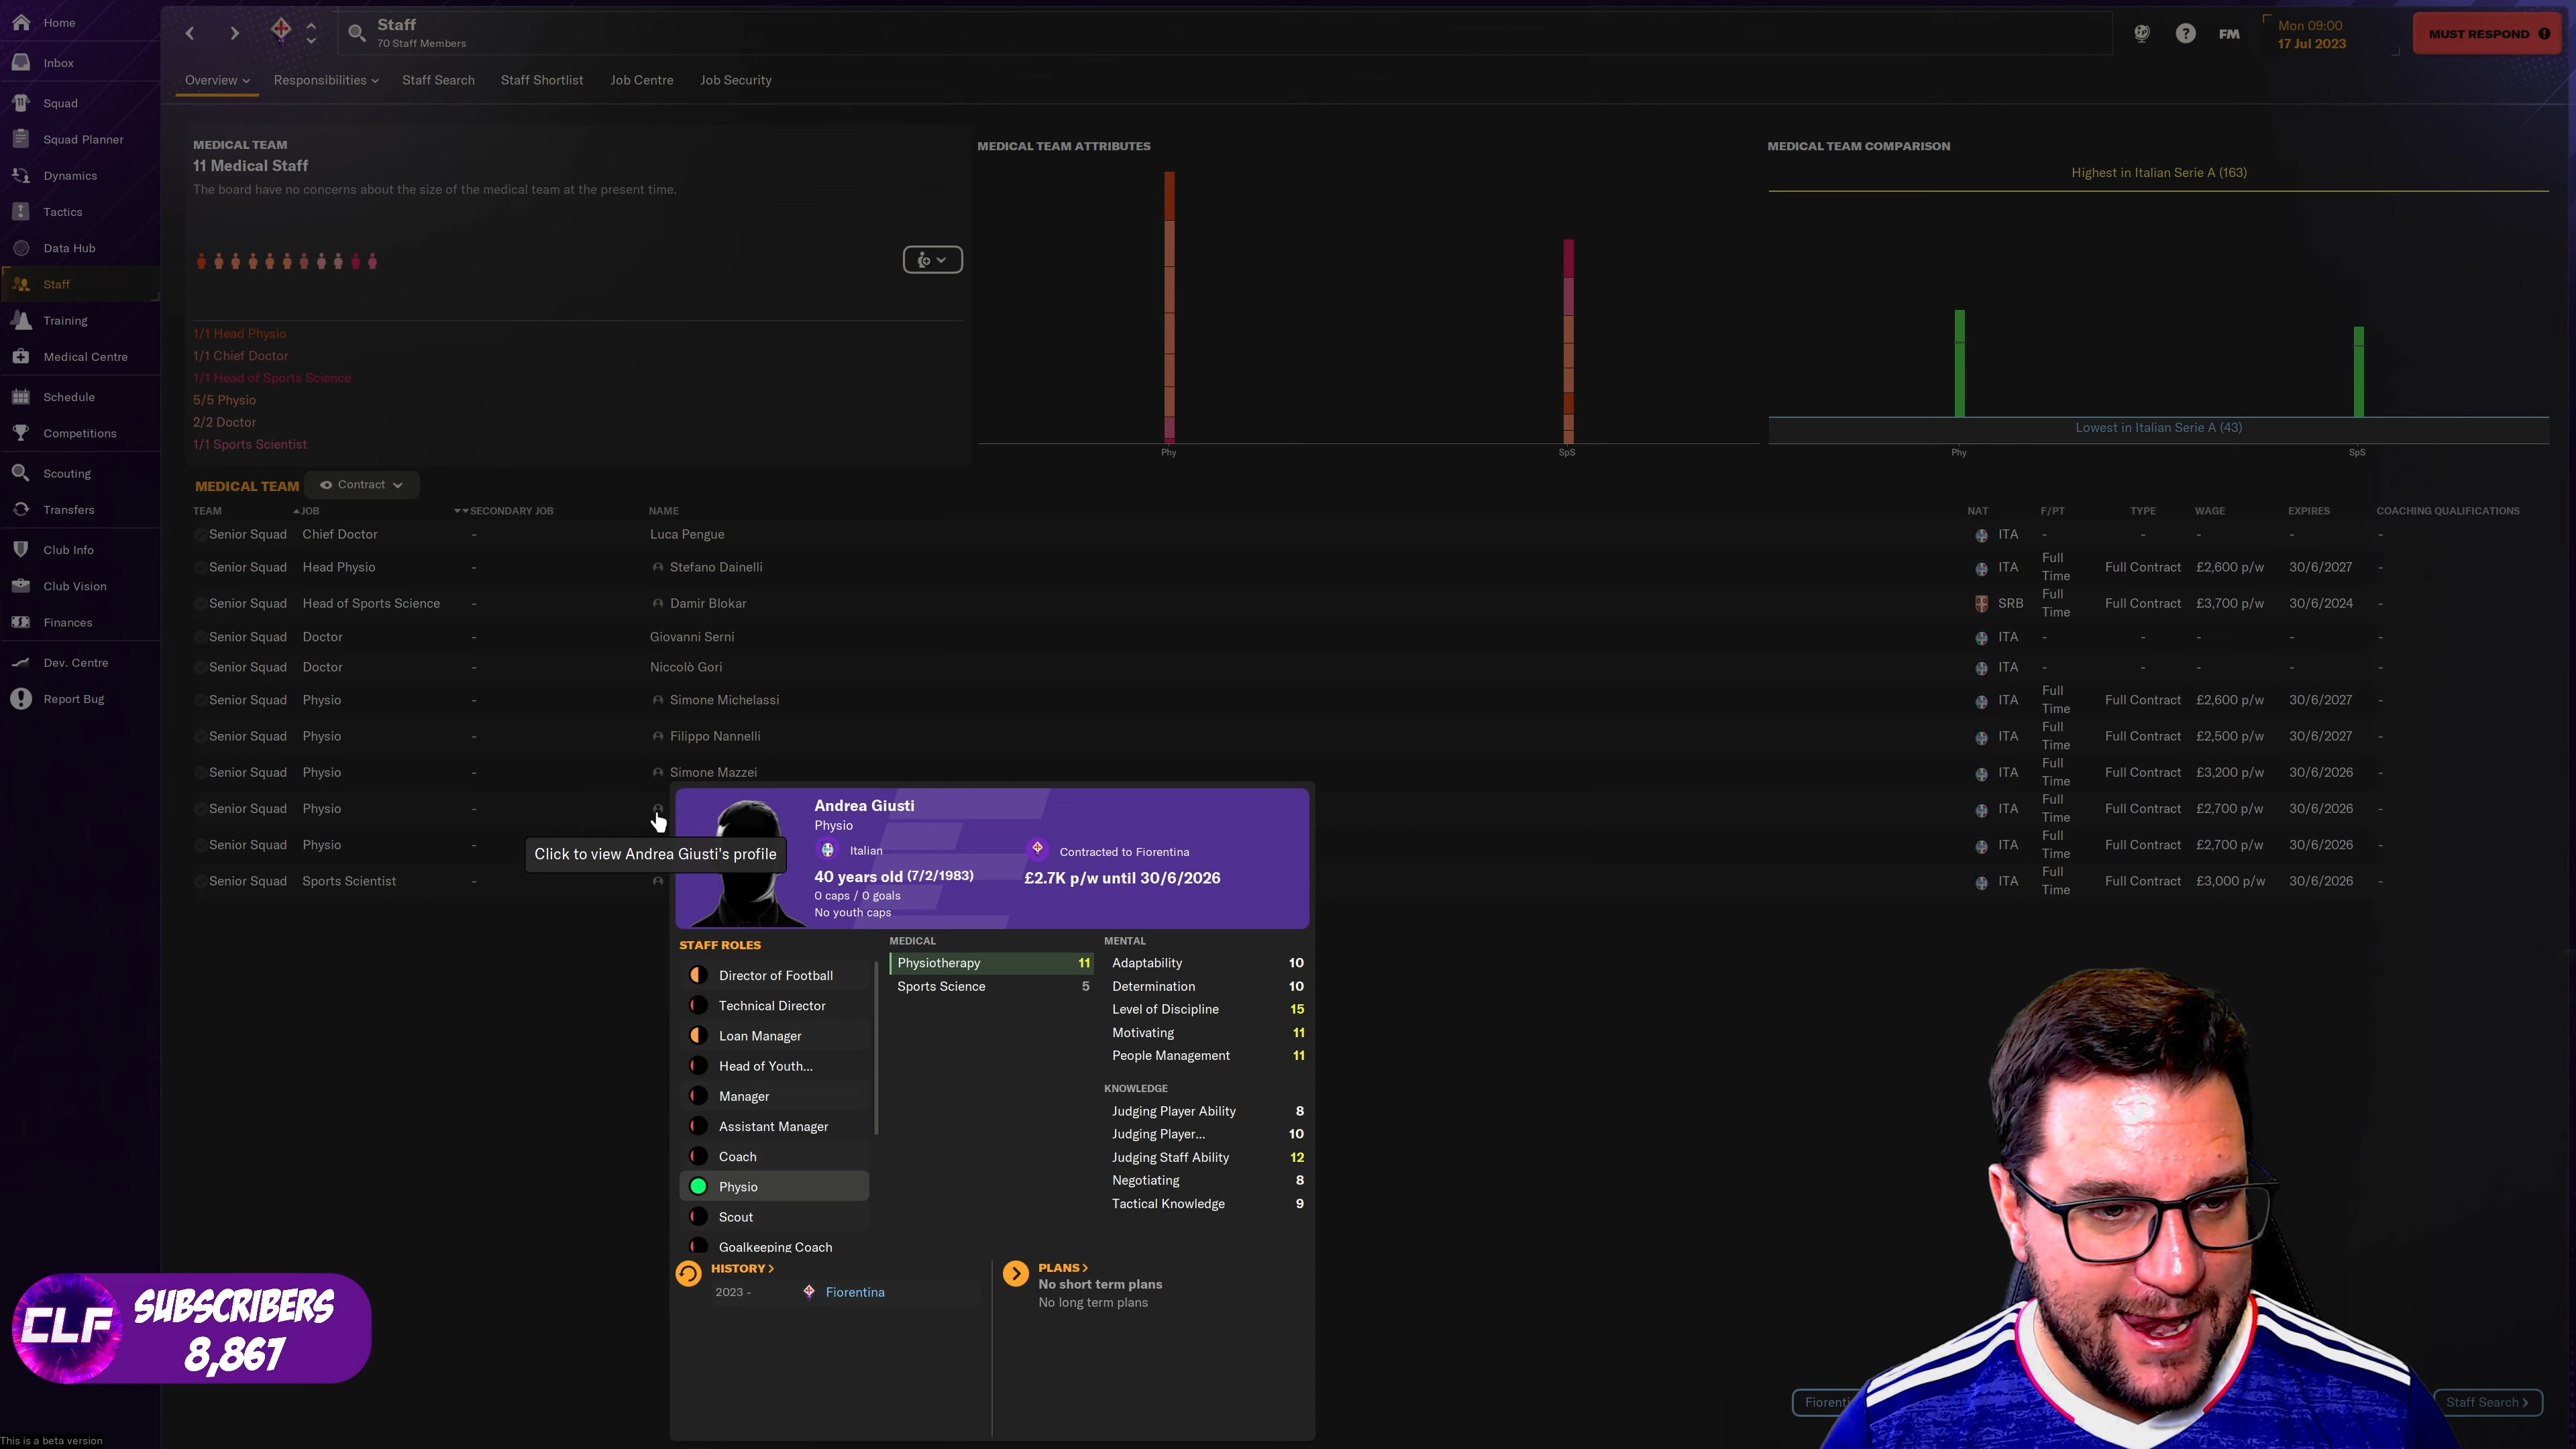 Home
Inbox
Squad
Squad Planner
Dynamics
Tactics
Data Hub
Staff
Training
Medical Centre
Schedule
Competitions
Scouting
Transfers
Club Info
Club Vision
Finances
Dev. Centre
Report Bug
Staff
70 Staff Members
FM
Mon 09:00
17 Jul 2023
MUST RESPOND
Overview Responsibilities Staff Search Staff Shortlist Job Centre Job Security
MEDICAL TEAM
11 Medical Staff
The board have no concerns about the size of the medical team at the present time.
1/1 Head Physio
1/1 Chief Doctor
1/1 Head of Sports Science
5/5 Physio
2/2 Doctor
1/1 Sports Scientist
MEDICAL TEAM ATTRIBUTES
Phy SpS
MEDICAL TEAM COMPARISON
Highest in Italian Serie A (163)
Lowest in Italian Serie A (43)
Phy SpS
MEDICAL TEAM Contract
TEAM JOB SECONDARY JOB NAME NAT F/PT TYPE WAGE EXPIRES COACHING QUALIFICATIONS
Senior Squad Chief Doctor - Luca Pengue ITA - - - - -
Senior Squad Head Physio - Stefano Dainelli ITA Full Time Full Contract £2,600 p/w 30/6/2027 -
Senior Squad Head of Sports Science - Damir Blokar SRB Full Time Full Contract £3,700 p/w 30/6/2024 -
Senior Squad Doctor - Giovanni Serni ITA - - - - -
Senior Squad Doctor - Niccolò Gori ITA - - - - -
Senior Squad Physio - Simone Michelassi ITA Full Time Full Contract £2,600 p/w 30/6/2027 -
Senior Squad Physio - Filippo Nannelli ITA Full Time Full Contract £2,500 p/w 30/6/2027 -
Senior Squad Physio - Simone Mazzei ITA Full Time Full Contract £3,200 p/w 30/6/2026 -
Senior Squad Physio - ITA Full Time Full Contract £2,700 p/w 30/6/2026 -
Senior Squad Physio - ITA Full Time Full Contract £2,700 p/w 30/6/2026 -
Senior Squad Sports Scientist - ITA Full Time Full Contract £3,000 p/w 30/6/2026 -
Click to view Andrea Giusti's profile
Andrea Giusti
Physio
Italian
40 years old (7/2/1983)
0 caps / 0 goals
No youth caps
Contracted to Fiorentina
£2.7K p/w until 30/6/2026
STAFF ROLES
Director of Football
Technical Director
Loan Manager
Head of Youth...
Manager
Assistant Manager
Coach
Physio
Scout
Goalkeeping Coach
MEDICAL
Physiotherapy 11
Sports Science 5
MENTAL
Adaptability 10
Determination 10
Level of Discipline 15
Motivating 11
People Management 11
KNOWLEDGE
Judging Player Ability 8
Judging Player... 10
Judging Staff Ability 12
Negotiating 8
Tactical Knowledge 9
HISTORY >
2023 - Fiorentina
PLANS >
No short term plans
No long term plans
CLF
SUBSCRIBERS
8,867
Staff Search >
This is a beta version